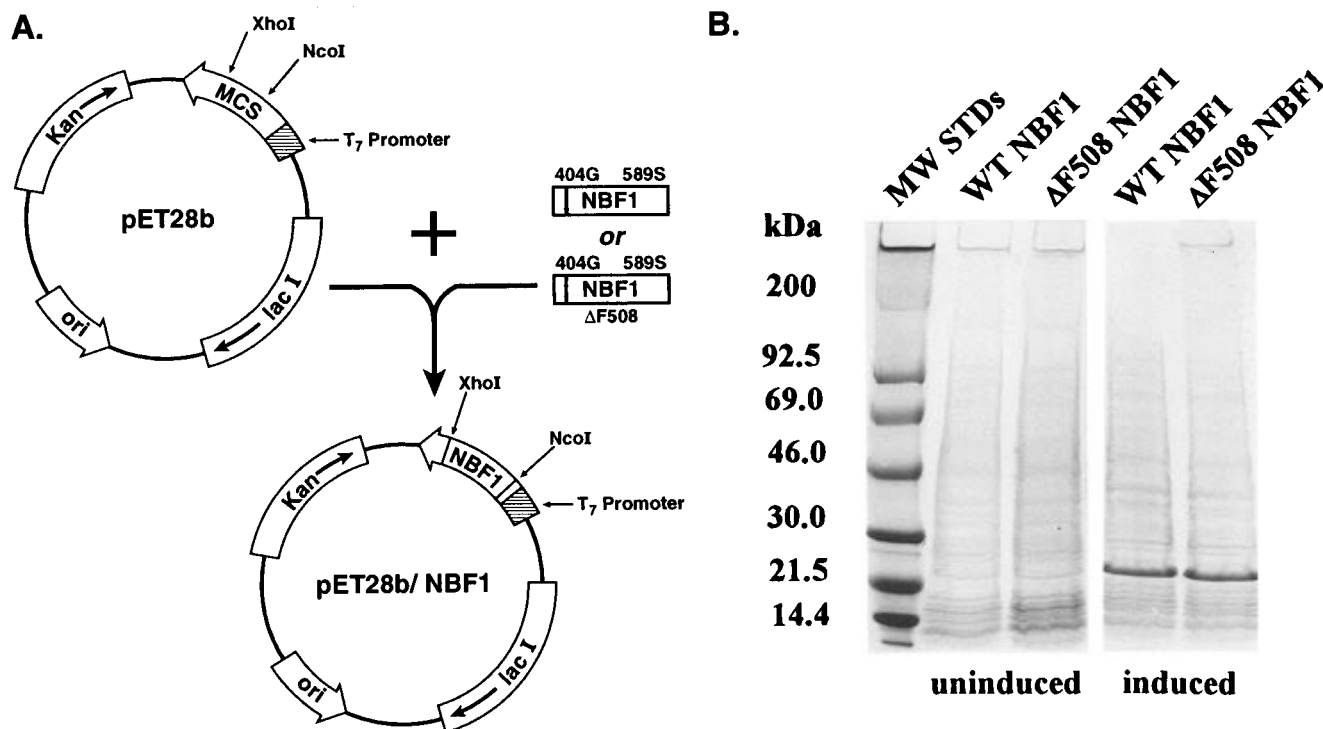 A.
XhoI
NcoI
MCS
Kan
T7 Promoter
pET28b
lac I
ori
404G 589S
NBF1
or
404G 589S
NBF1
ΔF508
XhoI
NcoI
NBF1
Kan
T7 Promoter
pET28b/ NBF1
lac I
ori
B.
MW STDs
WT NBF1
ΔF508 NBF1
WT NBF1
ΔF508 NBF1
kDa
200
92.5
69.0
46.0
30.0
21.5
14.4
uninduced
induced